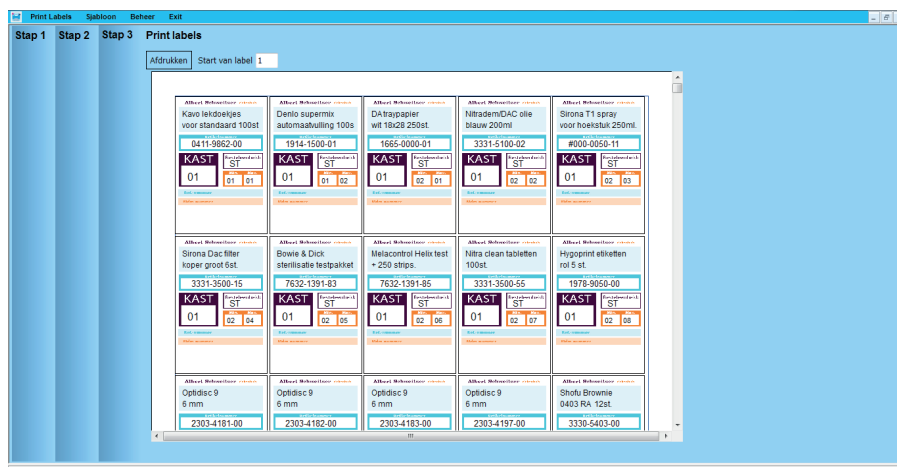 Print Labels Sjabloon Beheer Exit
Stap 1 Stap 2 Stap 3 Print labels
Afdrukken Start van label 1
Kavo lekdoekjes
voor standaard 100st
0411-9862-00
KAST ST
01 01 01
Denlo supermix
automaatvulling 100s
1914-1500-01
KAST ST
01 01 02
DAtraypapier
wit 18x28 250st.
1665-0000-01
KAST ST
01 02 01
Nitradem/DAC olie
blauw 200ml
3331-5100-02
KAST ST
01 02 02
Sirona T1 spray
voor hoekstuk 250ml.
#000-0050-11
KAST ST
01 02 03
Sirona Dac filter
koper groot 6st.
3331-3500-15
KAST ST
01 02 04
Bowie & Dick
sterilisatie testpakket
7632-1391-83
KAST ST
01 02 05
Melacontrol Helix test
+ 250 strips.
7632-1391-85
KAST ST
01 02 06
Nitra clean tabletten
100st.
3331-3500-55
KAST ST
01 02 07
Hygoprint etiketten
rol 5 st.
1978-9050-00
KAST ST
01 02 08
Optidisc 9
6 mm
2303-4181-00
Optidisc 9
6 mm
2303-4182-00
Optidisc 9
6 mm
2303-4183-00
Optidisc 9
6 mm
2303-4197-00
Shofu Brownie
0403 RA 12st.
3330-5403-00